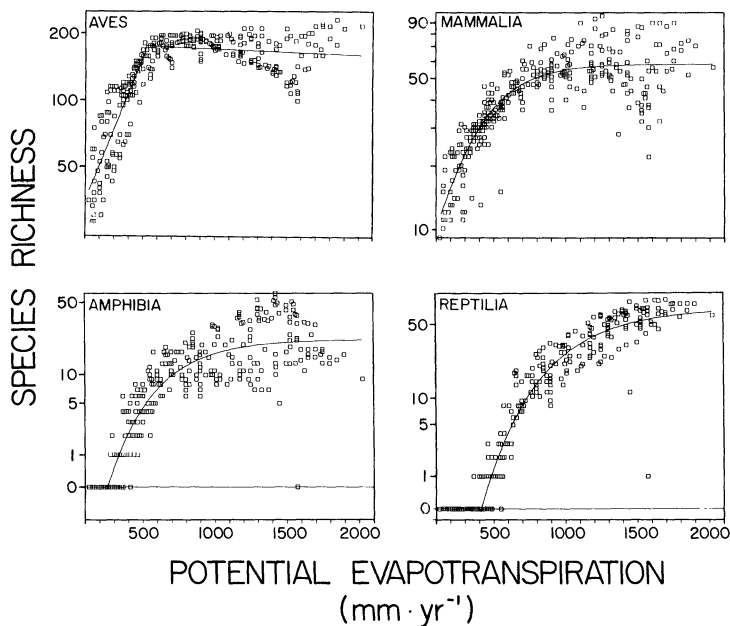 AVES
MAMMALIA
200
100
50
90
50
10
AMPHIBIA
REPTILIA
50
10
5
1
0
50
10
5
1
0
500 1000 1500 2000
500 1000 1500 2000
SPECIES RICHNESS
POTENTIAL EVAPOTRANSPIRATION
(mm · yr⁻¹)